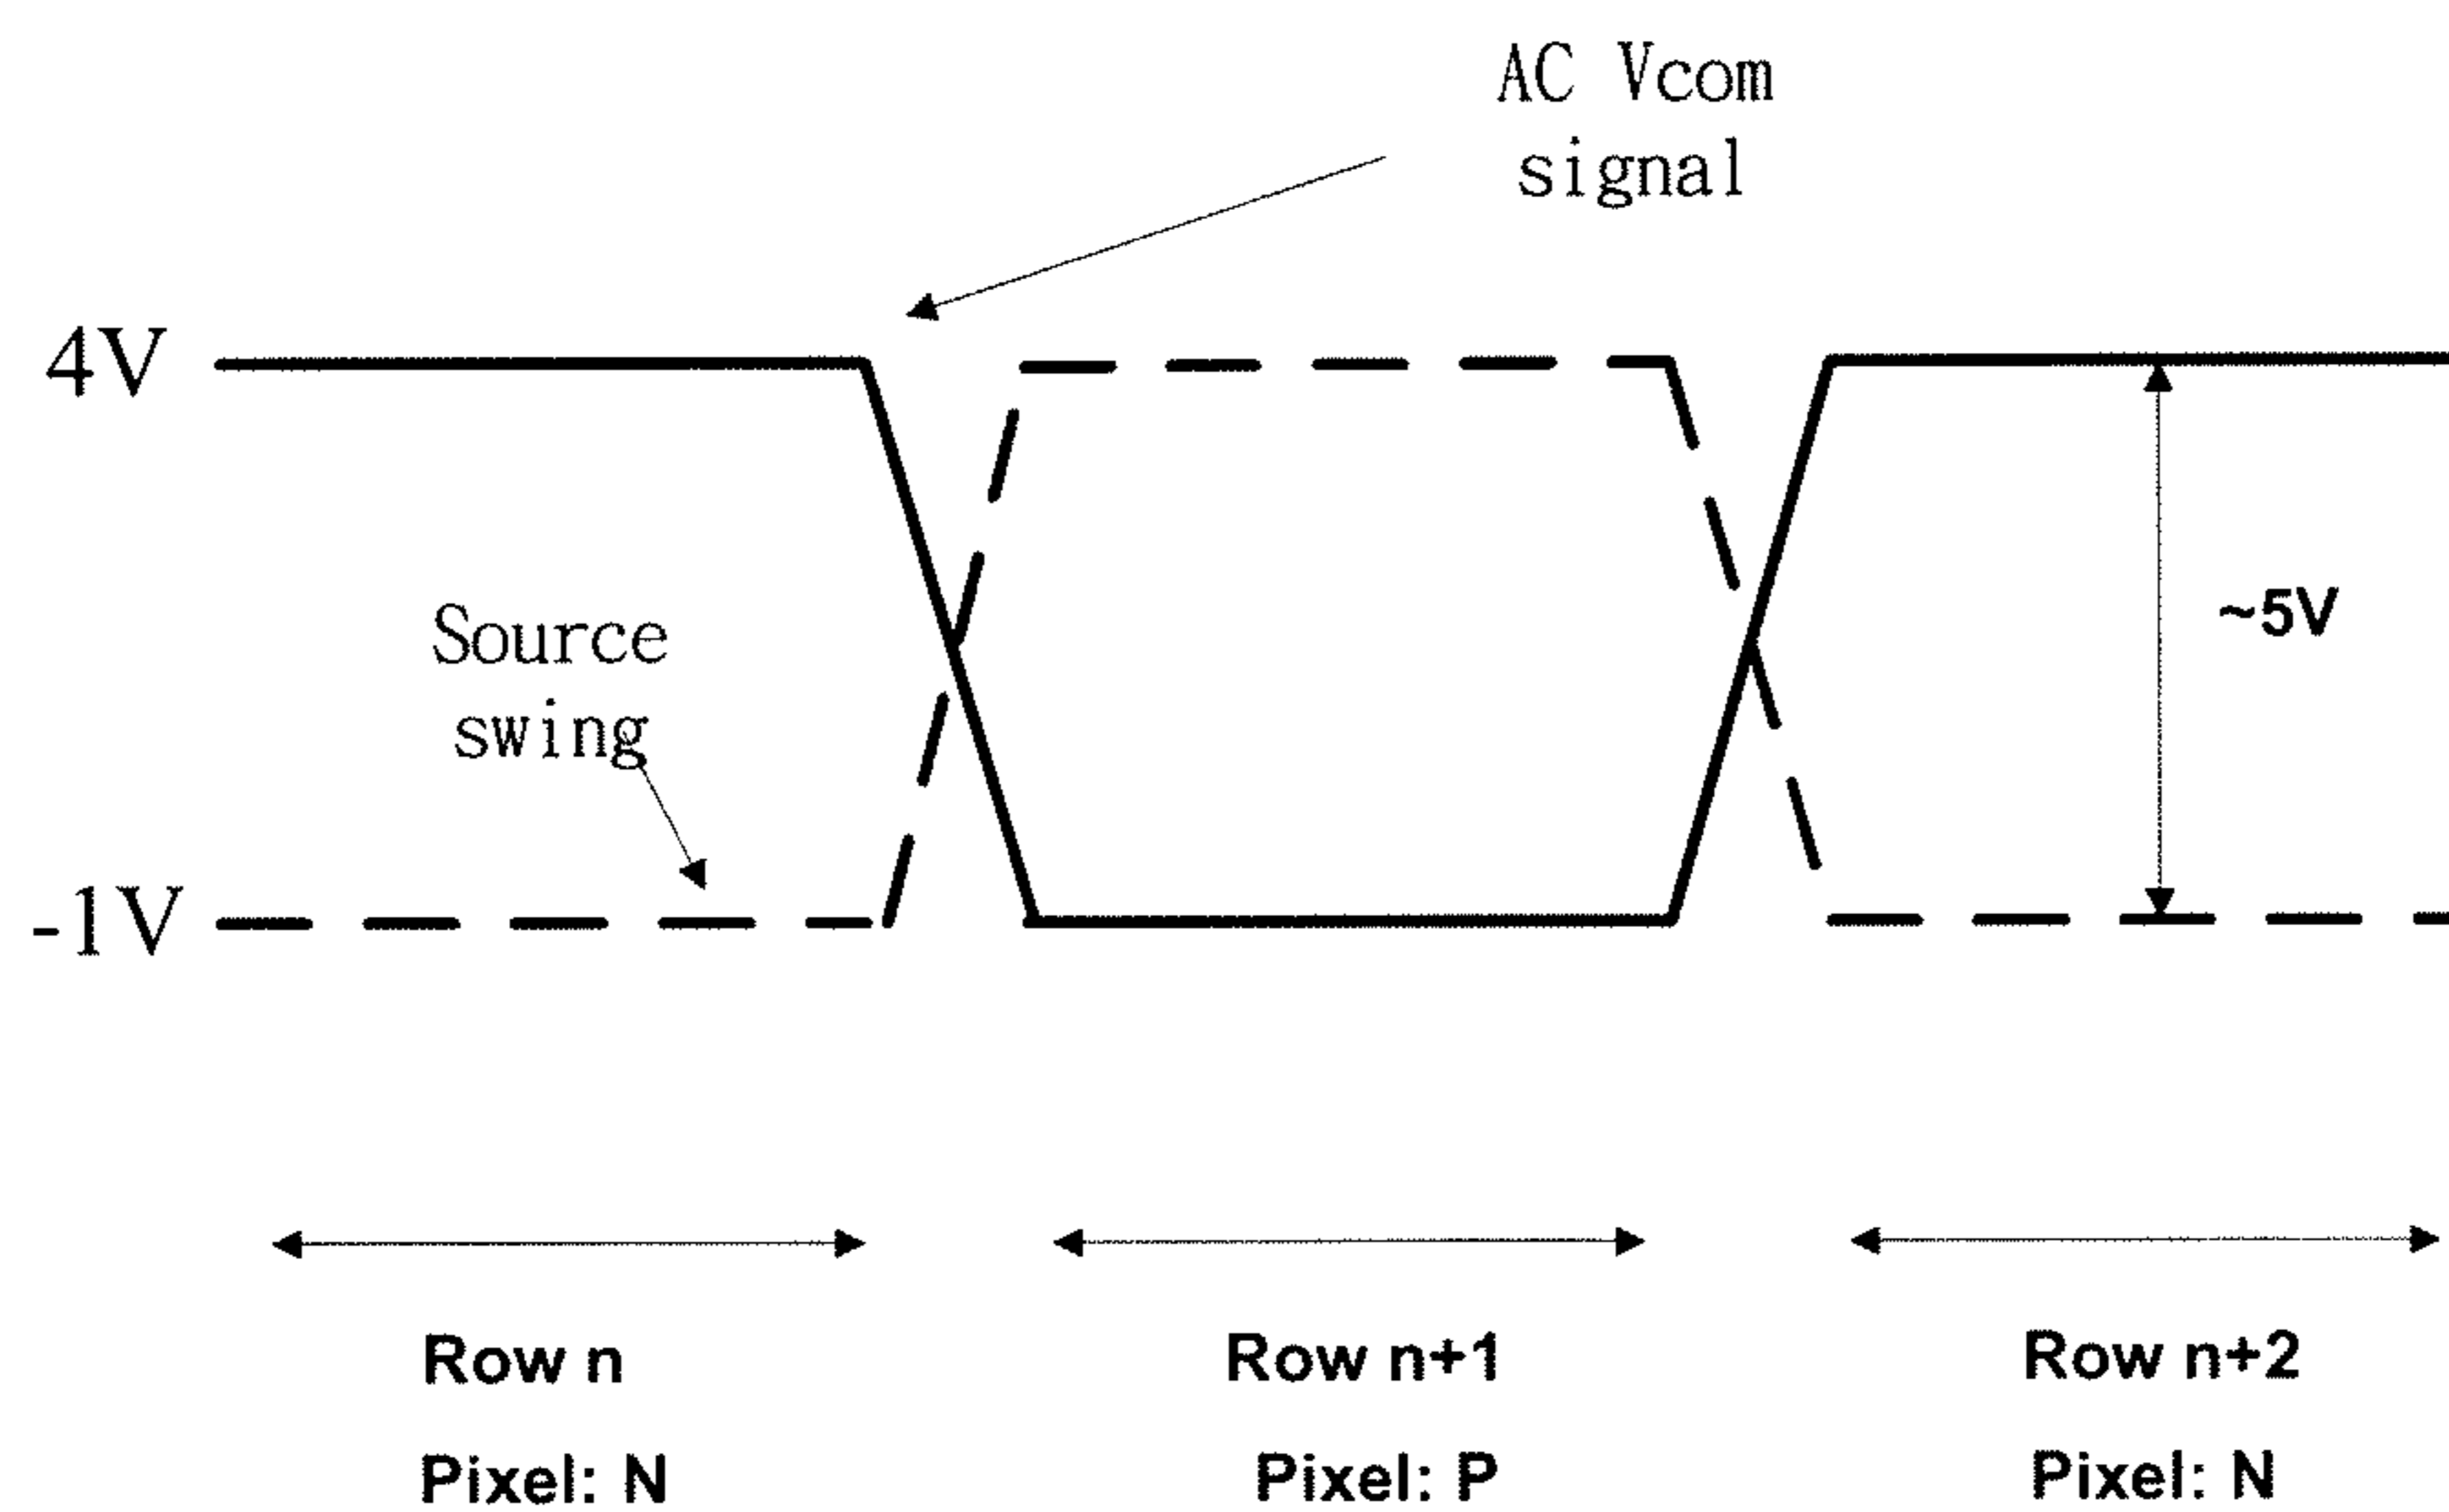 AC Vcom
signal
4V
Source
swing
~5V
-1V
Row n
Row n+1
Row n+2
Pixel: N
Pixel: P
Pixel: N